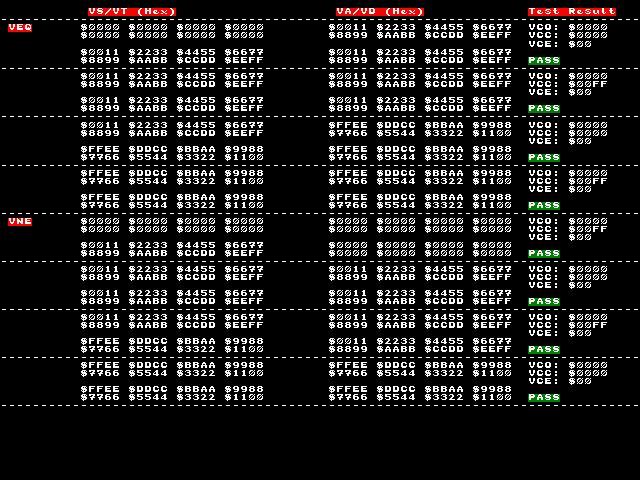 VS/VT (Hex) VA/VD (Hex) Test Result
VEQ $0000 $0000 $0000 $0000 $0011 $2233 $4455 $6677 VCO: $0000
$0000 $0000 $0000 $0000 $8899 $AABB $CCDD $EEFF VCC: $0000
VCE: $00
$0011 $2233 $4455 $6677 $0011 $2233 $4455 $6677
$8899 $AABB $CCDD $EEFF $8899 $AABB $CCDD $EEFF PASS
$0011 $2233 $4455 $6677 $0011 $2233 $4455 $6677 VCO: $0000
$8899 $AABB $CCDD $EEFF $8899 $AABB $CCDD $EEFF VCC: $00FF
VCE: $00
$0011 $2233 $4455 $6677 $0011 $2233 $4455 $6677
$8899 $AABB $CCDD $EEFF $8899 $AABB $CCDD $EEFF PASS
$0011 $2233 $4455 $6677 $FFEE $DDCC $BBAA $9988 VCO: $0000
$8899 $AABB $CCDD $EEFF $7766 $5544 $3322 $1100 VCC: $0000
VCE: $00
$FFEE $DDCC $BBAA $9988 $FFEE $DDCC $BBAA $9988
$7766 $5544 $3322 $1100 $7766 $5544 $3322 $1100 PASS
$FFEE $DDCC $BBAA $9988 $FFEE $DDCC $BBAA $9988 VCO: $0000
$7766 $5544 $3322 $1100 $7766 $5544 $3322 $1100 VCC: $00FF
VCE: $00
$FFEE $DDCC $BBAA $9988 $FFEE $DDCC $BBAA $9988
$7766 $5544 $3322 $1100 $7766 $5544 $3322 $1100 PASS
VNE $0000 $0000 $0000 $0000 $0000 $0000 $0000 $0000 VCO: $0000
$0000 $0000 $0000 $0000 $0000 $0000 $0000 $0000 VCC: $00FF
VCE: $00
$0011 $2233 $4455 $6677 $0000 $0000 $0000 $0000
$8899 $AABB $CCDD $EEFF $0000 $0000 $0000 $0000 PASS
$0011 $2233 $4455 $6677 $0011 $2233 $4455 $6677 VCO: $0000
$8899 $AABB $CCDD $EEFF $8899 $AABB $CCDD $EEFF VCC: $0000
VCE: $00
$0011 $2233 $4455 $6677 $0011 $2233 $4455 $6677
$8899 $AABB $CCDD $EEFF $8899 $AABB $CCDD $EEFF PASS
$0011 $2233 $4455 $6677 $0011 $2233 $4455 $6677 VCO: $0000
$8899 $AABB $CCDD $EEFF $8899 $AABB $CCDD $EEFF VCC: $00FF
VCE: $00
$FFEE $DDCC $BBAA $9988 $0011 $2233 $4455 $6677
$7766 $5544 $3322 $1100 $8899 $AABB $CCDD $EEFF PASS
$FFEE $DDCC $BBAA $9988 $FFEE $DDCC $BBAA $9988 VCO: $0000
$7766 $5544 $3322 $1100 $7766 $5544 $3322 $1100 VCC: $0000
VCE: $00
$FFEE $DDCC $BBAA $9988 $FFEE $DDCC $BBAA $9988
$7766 $5544 $3322 $1100 $7766 $5544 $3322 $1100 PASS